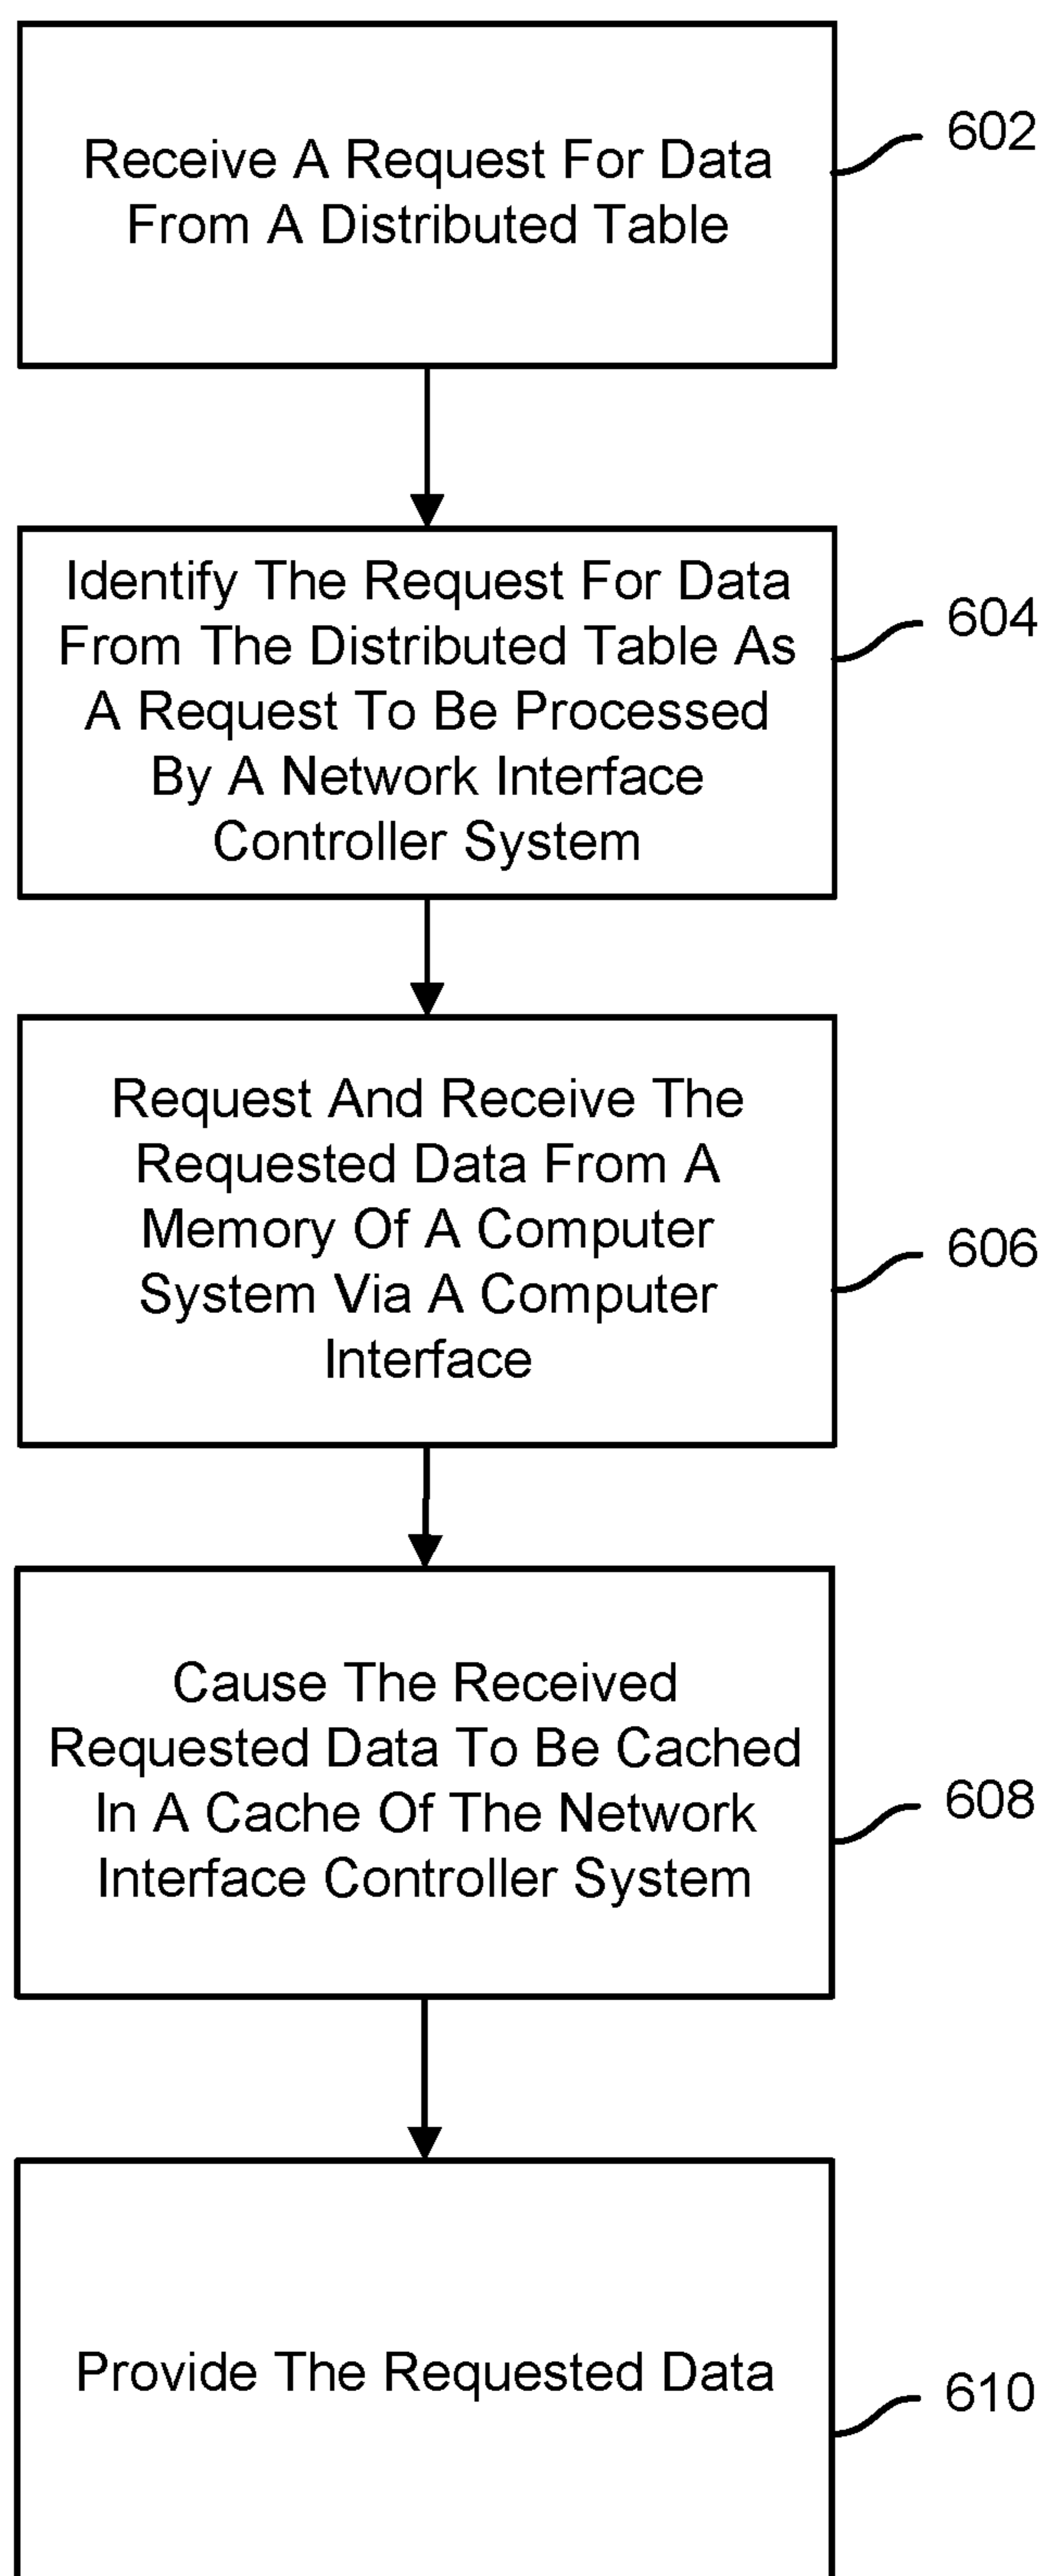 Receive A Request For Data
From A Distributed Table
602
Identify The Request For Data
From The Distributed Table As
A Request To Be Processed
By A Network Interface
Controller System
604
Request And Receive The
Requested Data From A
Memory Of A Computer
System Via A Computer
Interface
606
Cause The Received
Requested Data To Be Cached
In A Cache Of The Network
Interface Controller System
608
Provide The Requested Data
610